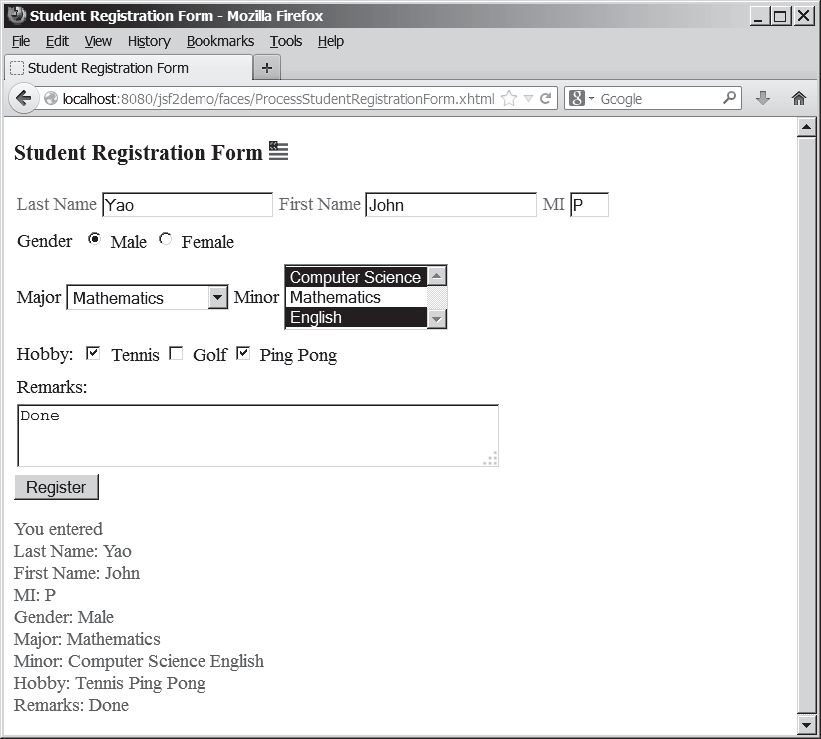 Student Registration Form - Mozilla Firefox
File Edit View History Bookmarks Tools Help
Student Registration Form +
localhost:8080/jsf2demo/faces/ProcessStudentRegistrationForm.xhtml 8 Google
Student Registration Form
Last Name Yao First Name John MI P
Gender Male Female
Computer Science
Major Mathematics Minor Mathematics
English
Hobby: Tennis Golf Ping Pong
Remarks:
Done
Register
You entered
Last Name: Yao
First Name: John
MI: P
Gender: Male
Major: Mathematics
Minor: Computer Science English
Hobby: Tennis Ping Pong
Remarks: Done